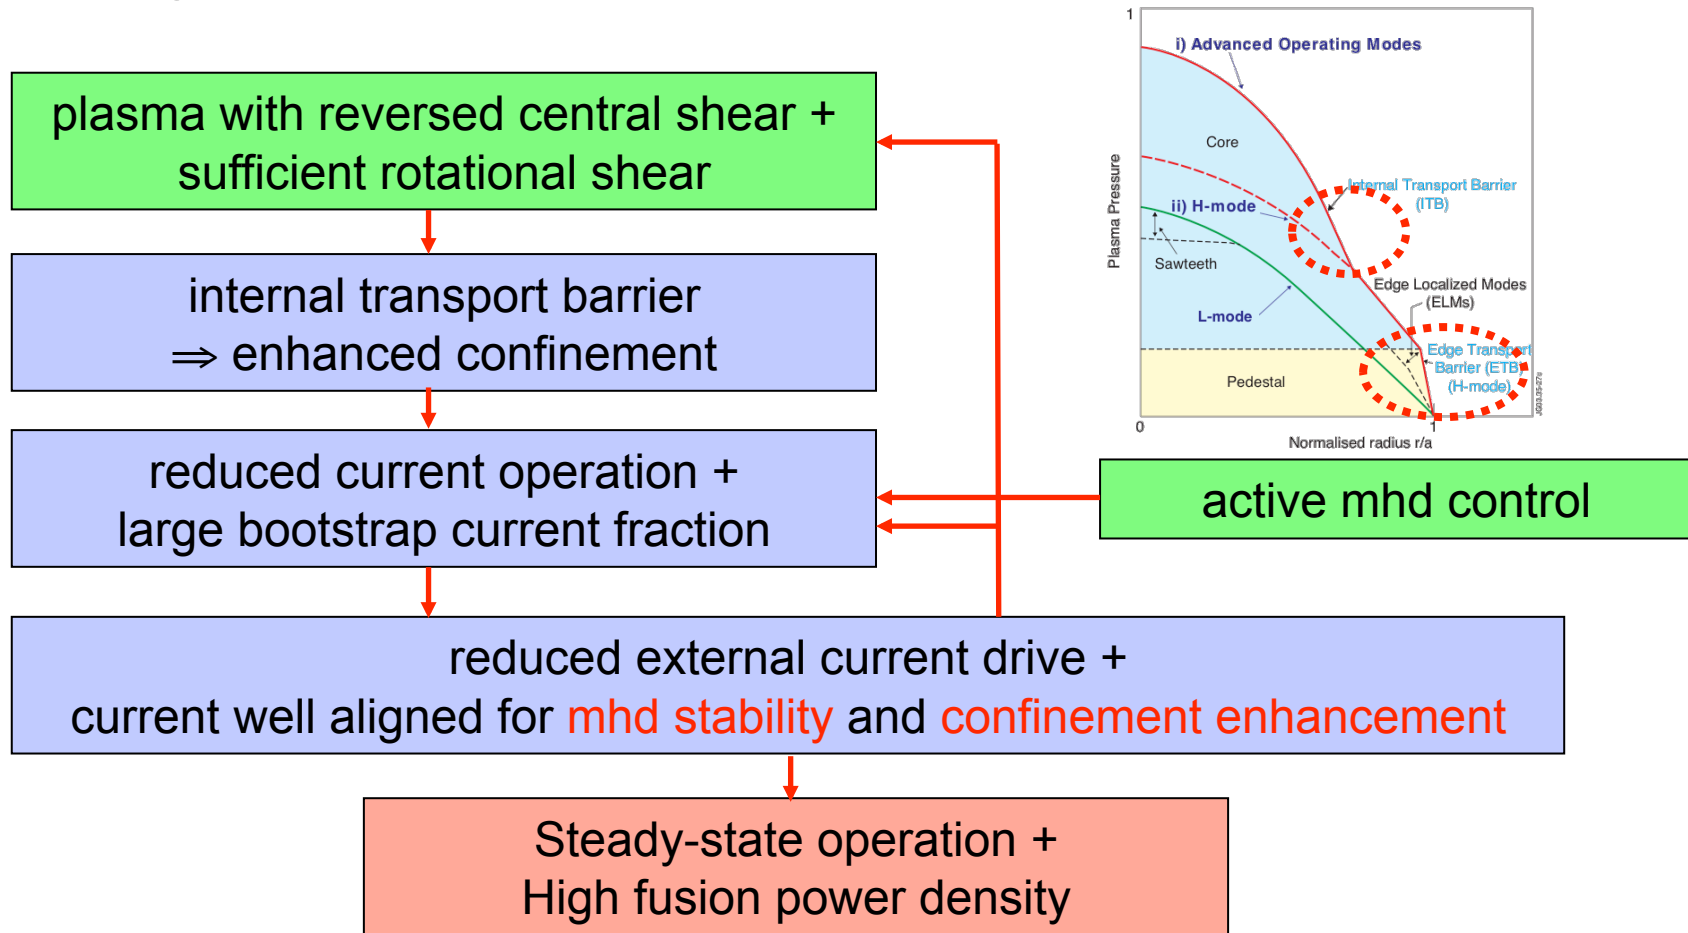 plasma with reversed central shear +
sufficient rotational shear
internal transport barrier
⇒ enhanced confinement
reduced current operation +
large bootstrap current fraction
active mhd control
reduced external current drive +
current well aligned for mhd stability and confinement enhancement
Steady-state operation +
High fusion power density
1
i) Advanced Operating Modes
Core
Plasma Pressure
Internal Transport Barrier
(ITB)
ii) H-mode
Sawteeth
Edge Localized Modes
(ELMs)
L-mode
Edge Transport
Barrier (ETB)
(H-mode)
Pedestal
0
1
Normalised radius r/a